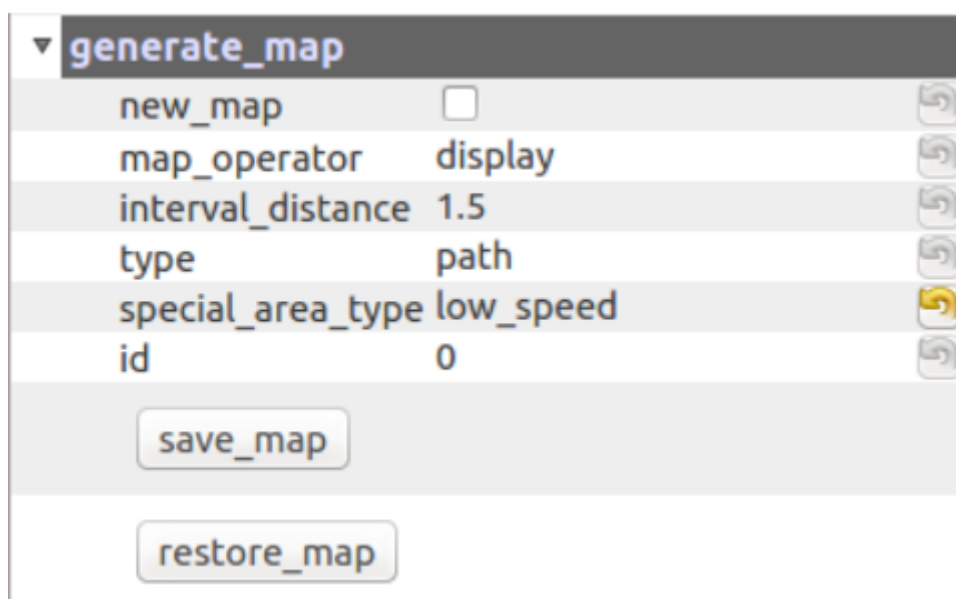 generate_map
new_map
map_operator display
interval_distance 1.5
type path
special_area_type low_speed
id 0
save_map
restore_map